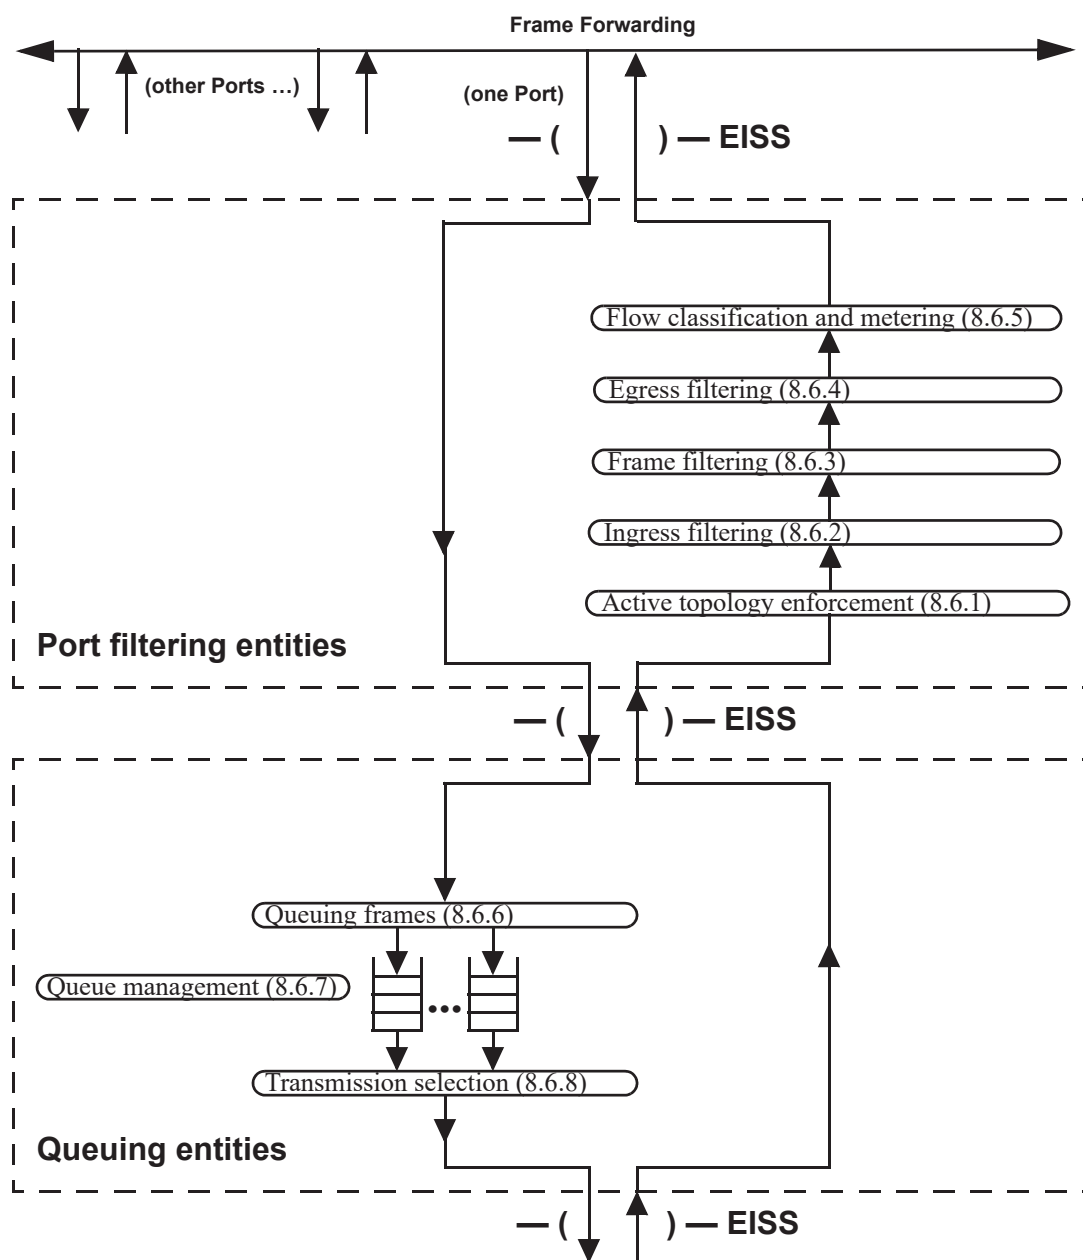 Frame Forwarding
(other Ports …)
(one Port)
— ( ) — EISS
Flow classification and metering (8.6.5)
Egress filtering (8.6.4)
Frame filtering (8.6.3)
Ingress filtering (8.6.2)
Active topology enforcement (8.6.1)
Port filtering entities
— ( ) — EISS
Queuing frames (8.6.6)
Queue management (8.6.7)
•••
Transmission selection (8.6.8)
Queuing entities
— ( ) — EISS